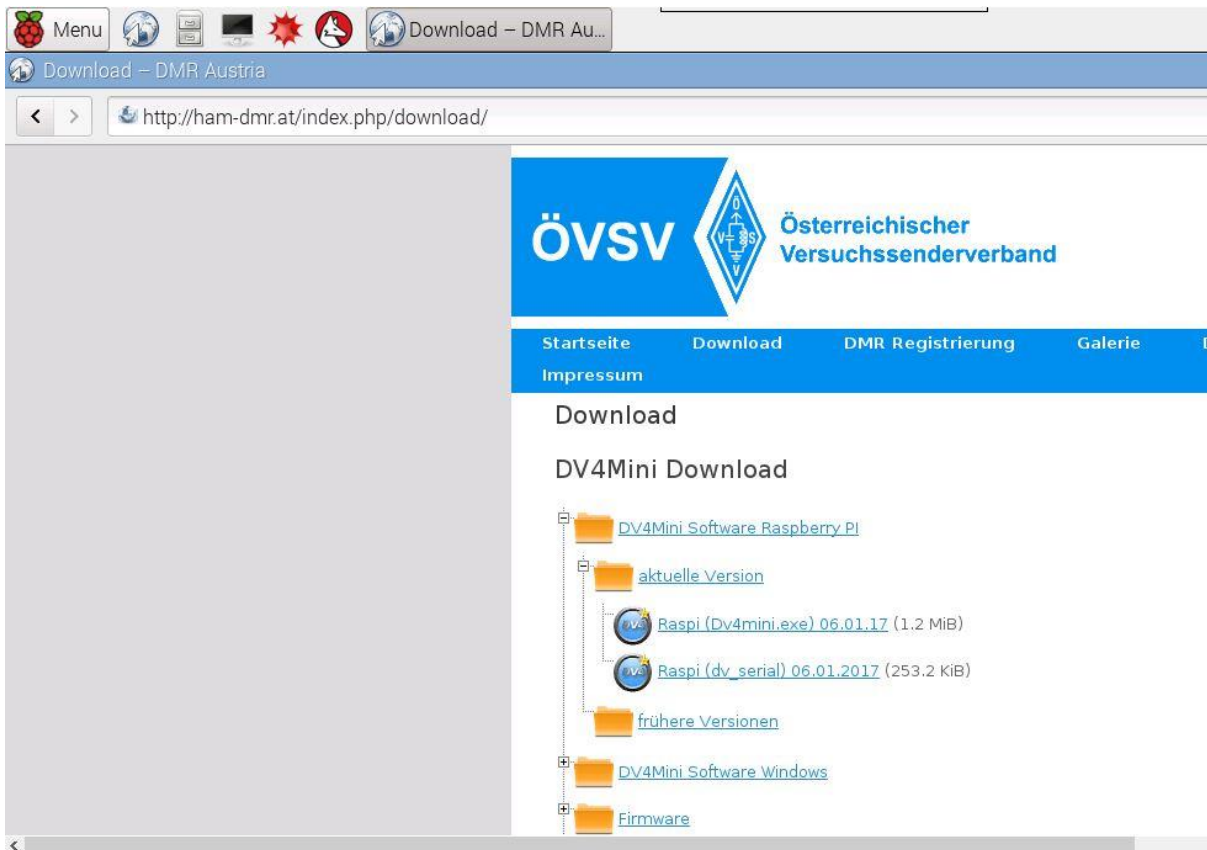 Menu
Download – DMR Au...
Download – DMR Austria
http://ham-dmr.at/index.php/download/
ÖVSV
Ö
V
S
V
Österreichischer
Versuchssenderverband
Startseite Download DMR Registrierung Galerie
Impressum
Download
DV4Mini Download
DV4Mini Software Raspberry PI
aktuelle Version
Raspi (Dv4mini.exe) 06.01.17 (1.2 MiB)
Raspi (dv_serial) 06.01.2017 (253.2 KiB)
frühere Versionen
DV4Mini Software Windows
Firmware